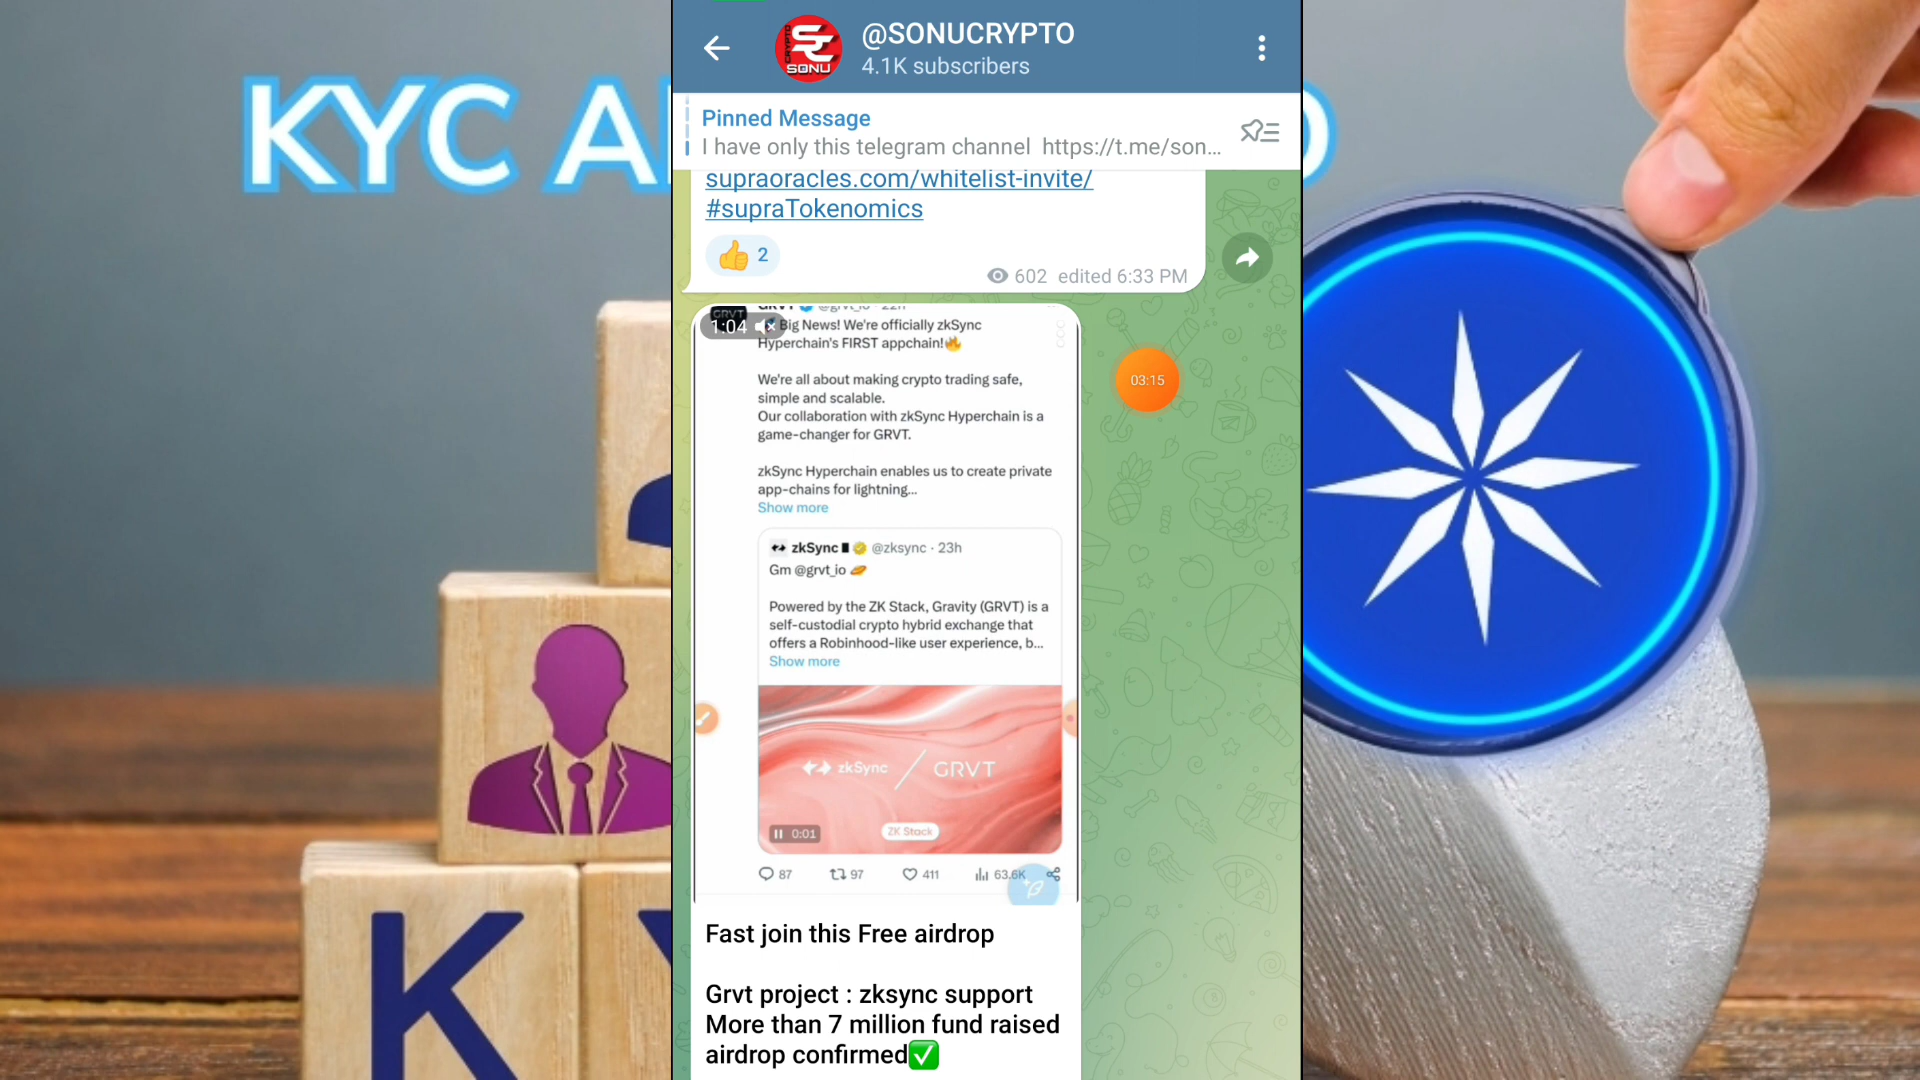 KYC A
@SONUCRYPTO
4.1K subscribers
CRYPTO
SC
SONU
Pinned Message
I have only this telegram channel https://t.me/son...
supraoracles.com/whitelist-invite/
#supraTokenomics
👍 2
602 edited 6:33 PM
GRVT
1:04
Big News! We're officially zkSync
Hyperchain's FIRST appchain!🔥
We're all about making crypto trading safe,
simple and scalable.
Our collaboration with zkSync Hyperchain is a
game-changer for GRVT.
zkSync Hyperchain enables us to create private
app-chains for lightning...
Show more
zkSync @zksync · 23h
Gm @grvt_io
Powered by the ZK Stack, Gravity (GRVT) is a
self-custodial crypto hybrid exchange that
offers a Robinhood-like user experience, b...
Show more
zkSync / GRVT
0:01
ZK Stack
87 97 411 63.6K
03:15
Fast join this Free airdrop
Grvt project : zksync support
More than 7 million fund raised
airdrop confirmed✅
K